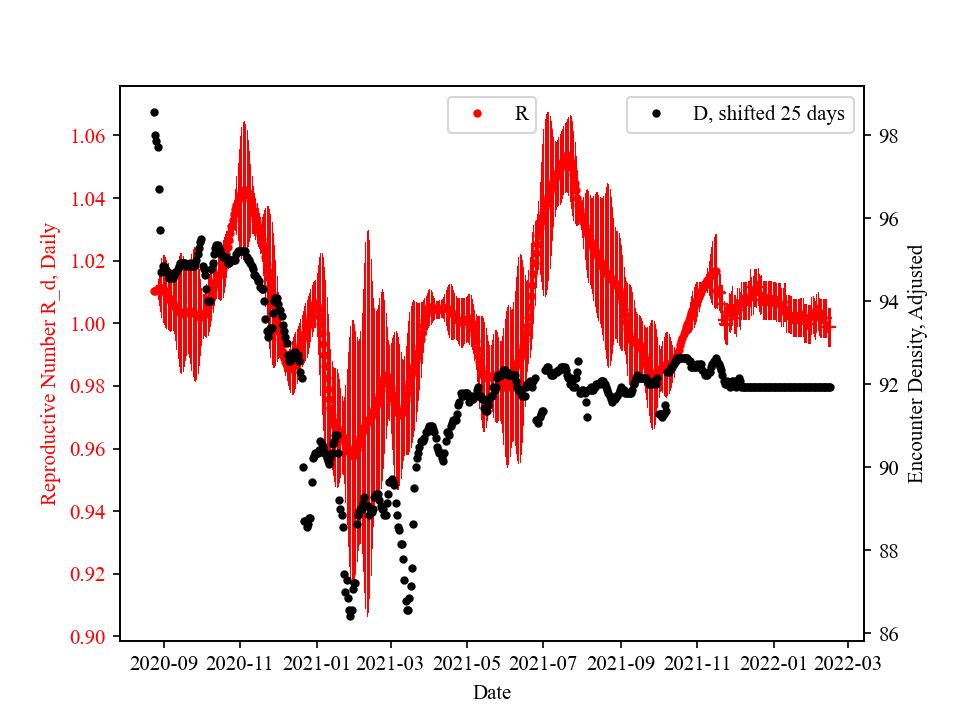 R
D, shifted 25 days
Reproductive Number R_d, Daily
1.06
1.04
1.02
1.00
0.98
0.96
0.94
0.92
0.90
98
96
94
92
90
88
86
Encounter Density, Adjusted
2020-09 2020-11 2021-01 2021-03 2021-05 2021-07 2021-09 2021-11 2022-01 2022-03
Date